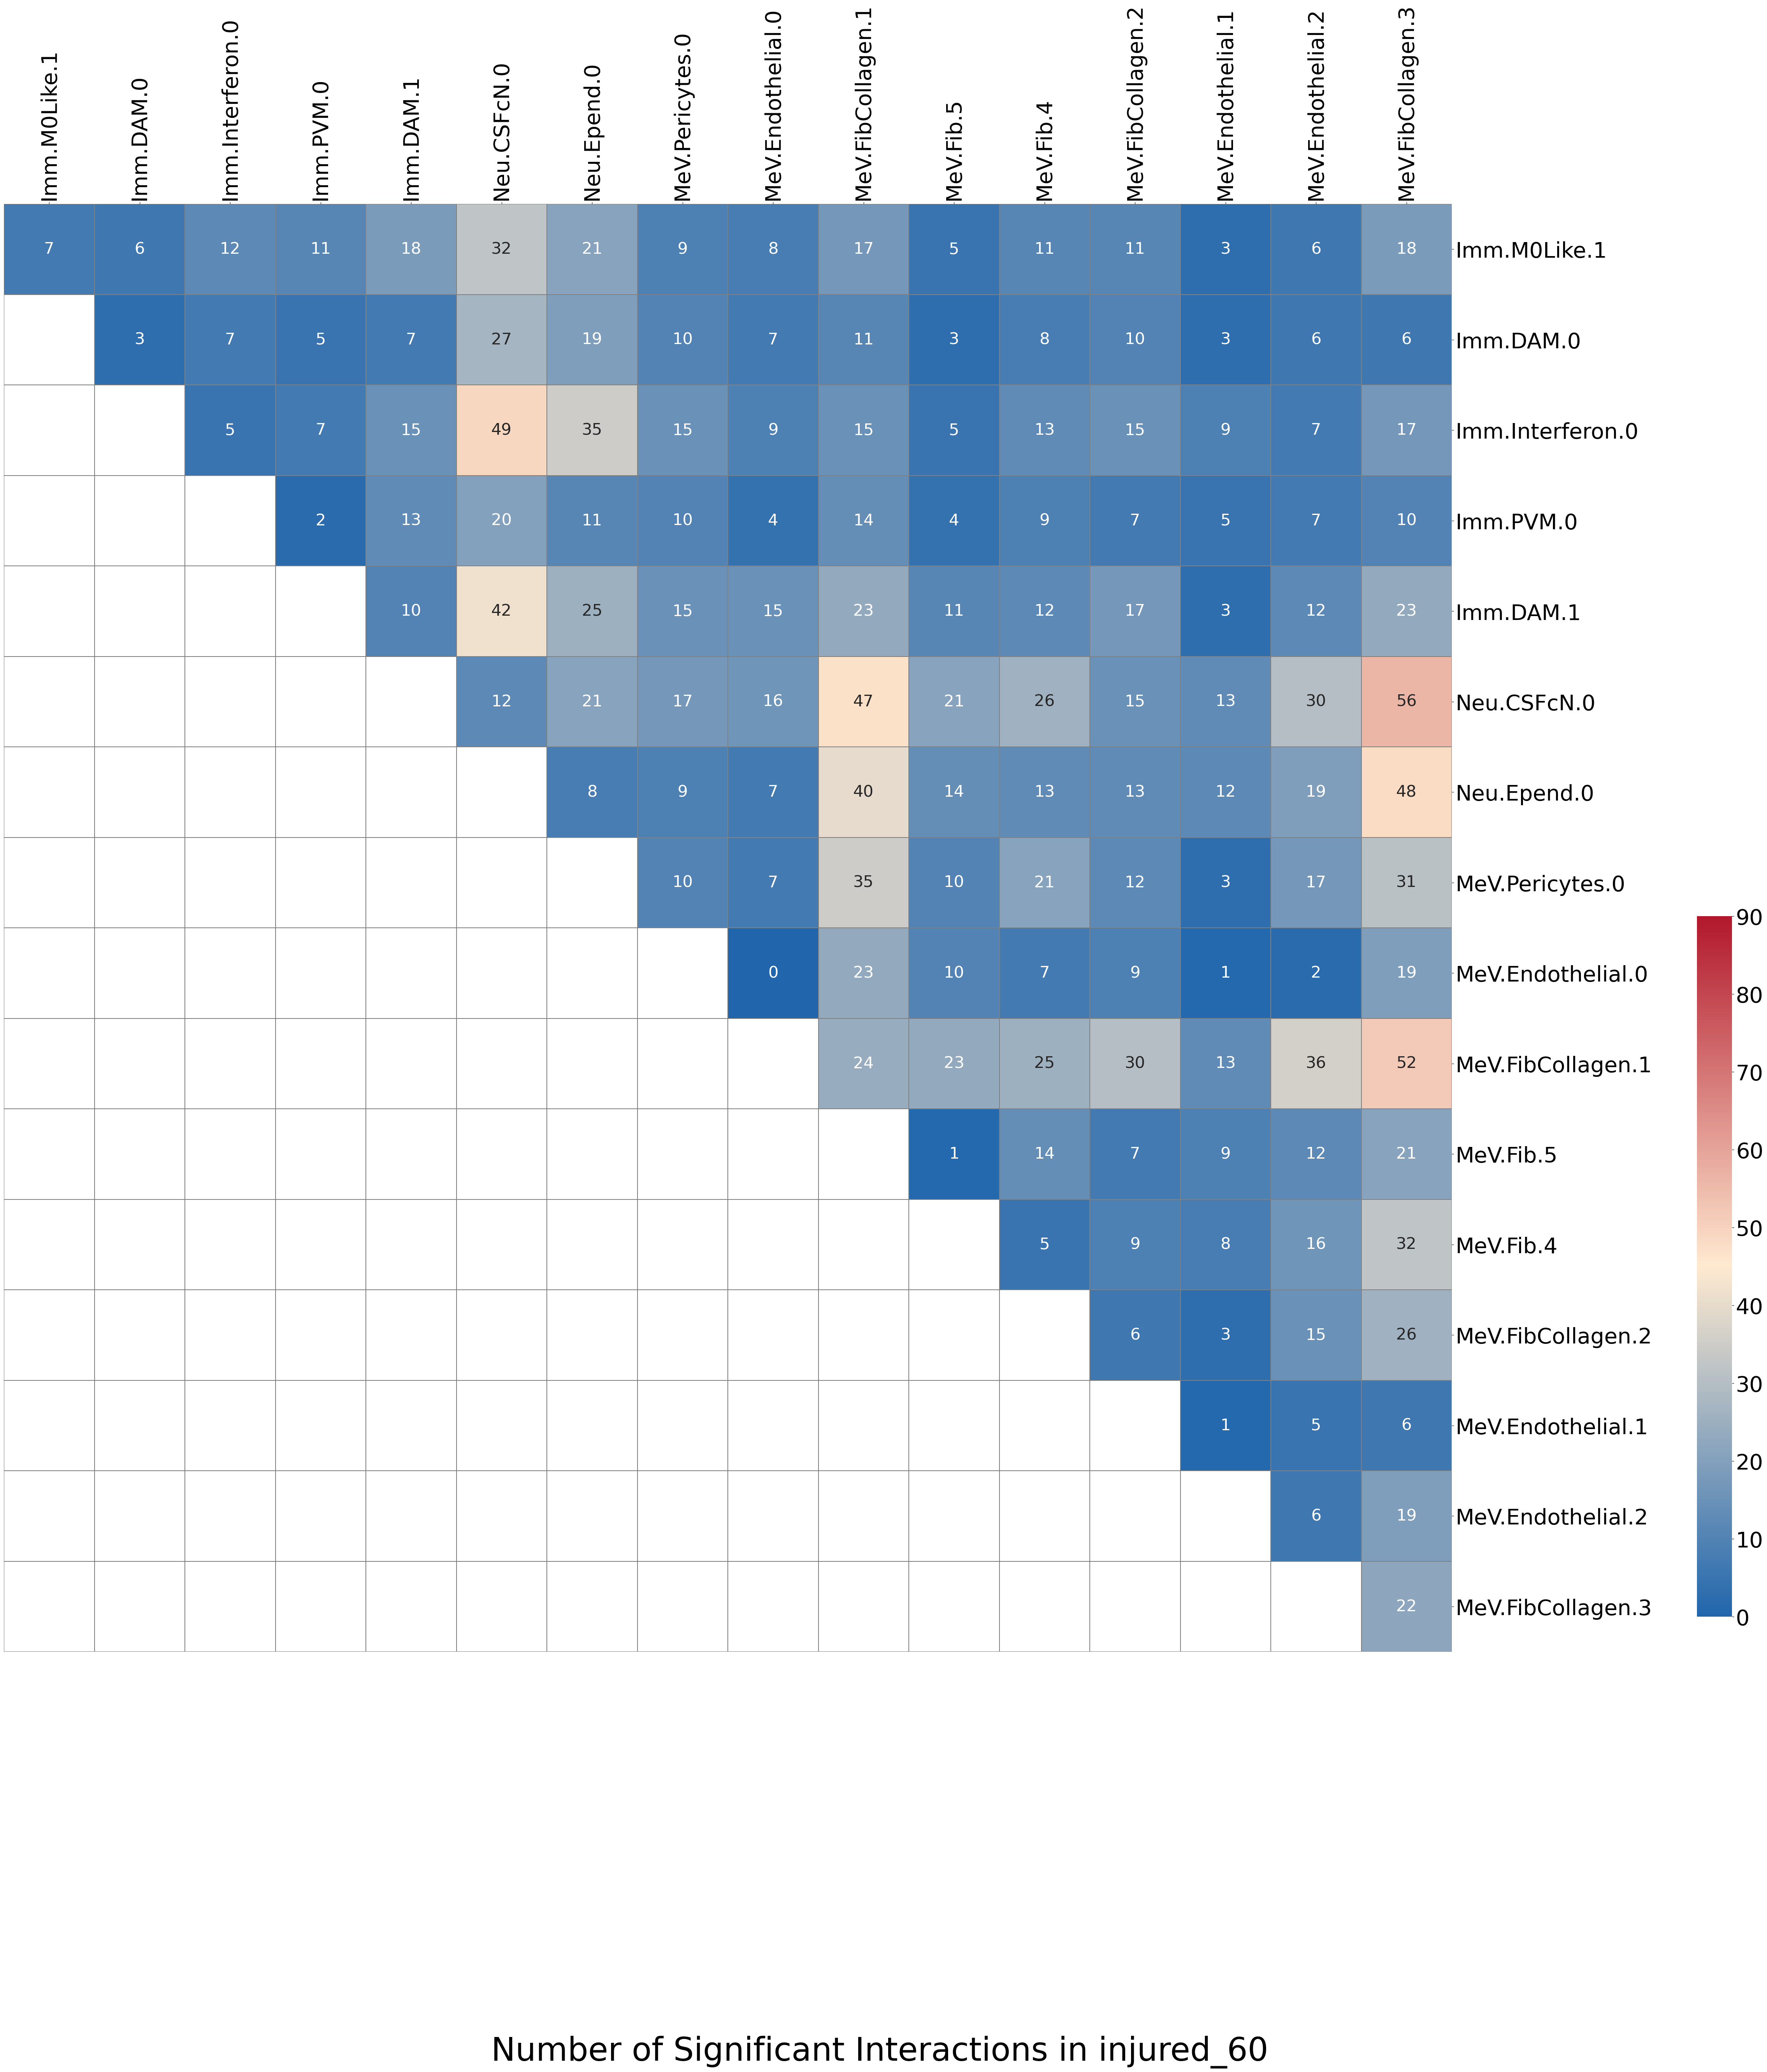 Imm.M0Like.1 Imm.DAM.0 Imm.Interferon.0 Imm.PVM.0 Imm.DAM.1 Neu.CSFcN.0 Neu.Epend.0 MeV.Pericytes.0 MeV.Endothelial.0 MeV.FibCollagen.1 MeV.Fib.5 MeV.Fib.4 MeV.FibCollagen.2 MeV.Endothelial.1 MeV.Endothelial.2 MeV.FibCollagen.3
7 6 12 11 18 32 21 9 8 17 5 11 11 3 6 18 Imm.M0Like.1
3 7 5 7 27 19 10 7 11 3 8 10 3 6 6 Imm.DAM.0
5 7 15 49 35 15 9 15 5 13 15 9 7 17 Imm.Interferon.0
2 13 20 11 10 4 14 4 9 7 5 7 10 Imm.PVM.0
10 42 25 15 15 23 11 12 17 3 12 23 Imm.DAM.1
12 21 17 16 47 21 26 15 13 30 56 Neu.CSFcN.0
8 9 7 40 14 13 13 12 19 48 Neu.Epend.0
10 7 35 10 21 12 3 17 31 MeV.Pericytes.0
0 23 10 7 9 1 2 19 MeV.Endothelial.0
24 23 25 30 13 36 52 MeV.FibCollagen.1
1 14 7 9 12 21 MeV.Fib.5
5 9 8 16 32 MeV.Fib.4
6 3 15 26 MeV.FibCollagen.2
1 5 6 MeV.Endothelial.1
6 19 MeV.Endothelial.2
22 MeV.FibCollagen.3
90
80
70
60
50
40
30
20
10
0
Number of Significant Interactions in injured_60